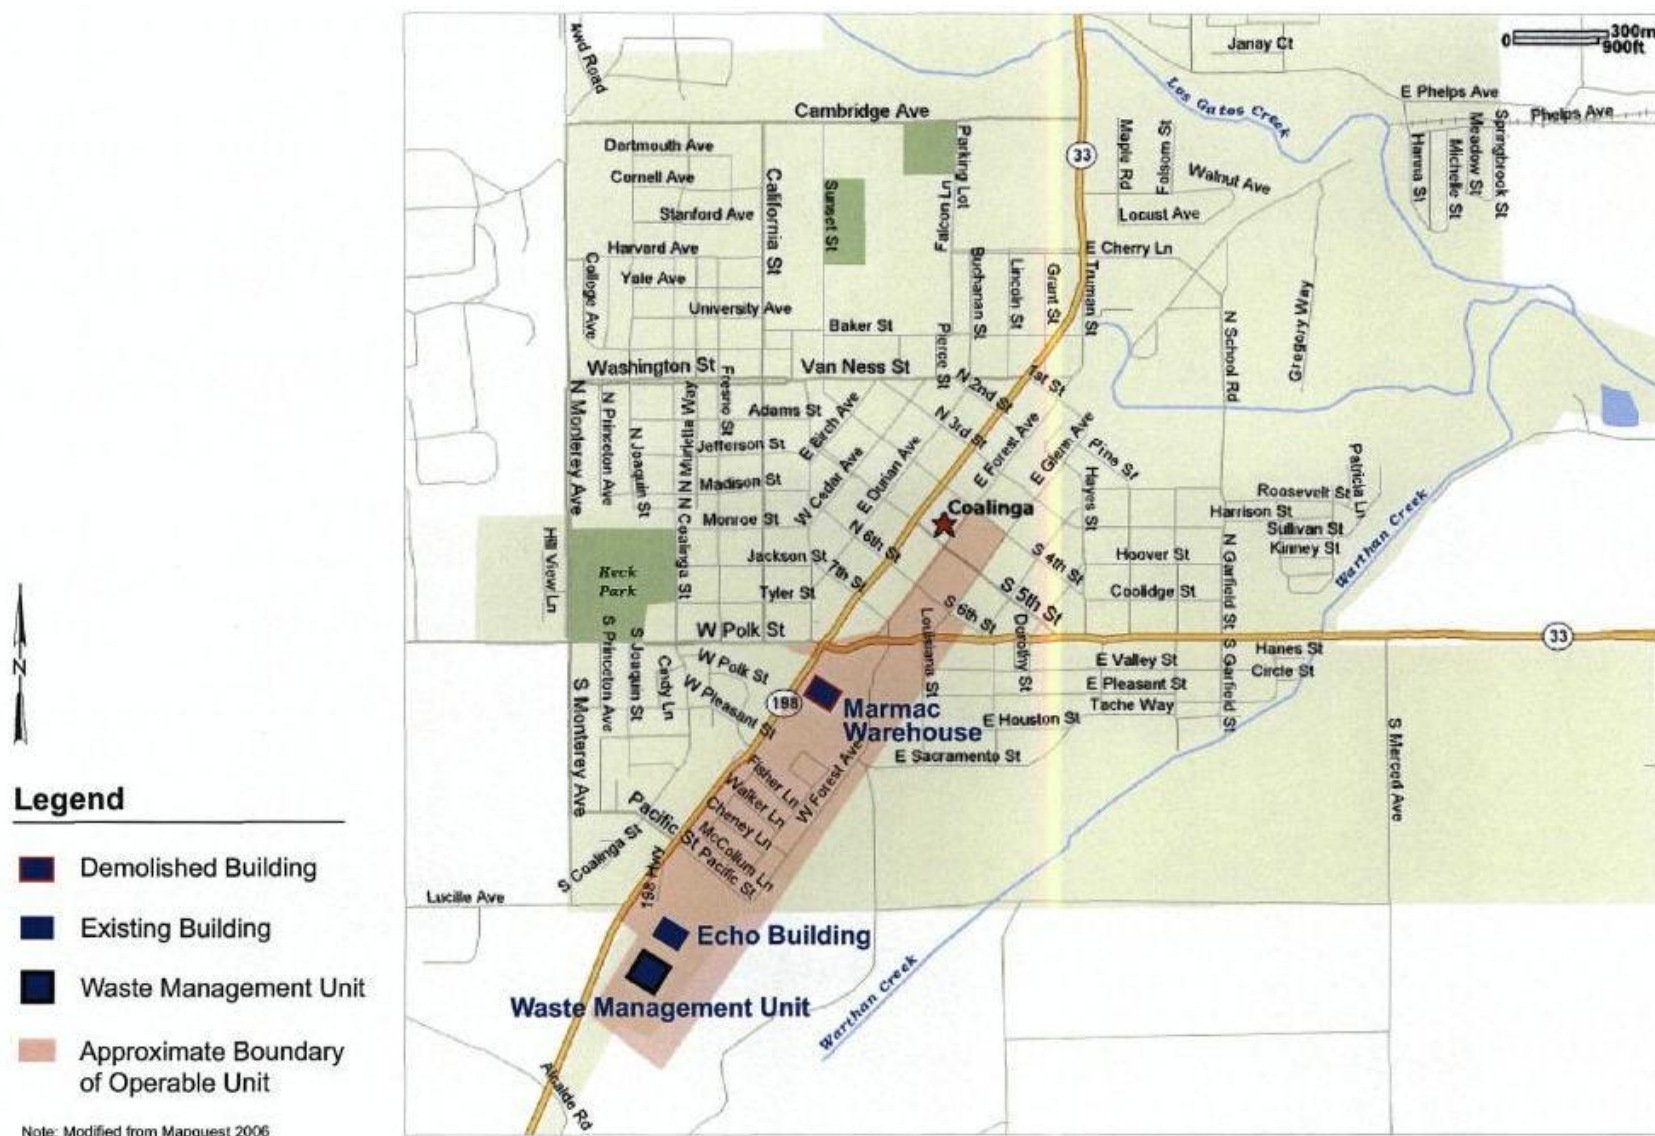 4wd Road
Janay Ct
0
300m
900ft
Los Gatos Creek
E Phelps Ave
Phelps Ave
Cambridge Ave
Dartmouth Ave
Cornell Ave
Stanford Ave
Harvard Ave
Yale Ave
University Ave
College Ave
California St
Sunset St
Parking Lot
Falcon Ln
33
Maple Rd
Folsom St
Walnut Ave
Locust Ave
Hanna St
Michelle St
Meadow St
Springbrook St
E Cherry Ln
Buchanan St
Lincoln St
Grant St
E Truman St
Baker St
Pierce St
N School Rd
Gregory Way
Washington St
Van Ness St
Fresno St
N 2nd St
1st St
N Monterey Ave
N Princeton Ave
N Joaquin St
N Coalinga St
Adams St
E Birch Ave
N 3rd St
E Forest Ave
E Glenn Ave
Pine St
Jefferson St
W Cedar Ave
E Durian Ave
Madison St
Hayes St
Roosevelt St
Patricia Ln
Harrison St
Sullivan St
Kinney St
Warthan Creek
Coalinga
Monroe St
N 6th St
Hill View Ln
Keck
Park
Jackson St
7th St
S 4th St
Hoover St
N Garfield St
Tyler St
S 5th St
Coolidge St
S 6th St
Louisiana St
Dorothy St
W Polk St
33
N
S Princeton Ave
S Joaquin St
Cindy Ln
W Polk St
W Pleasant St
E Valley St
E Pleasant St
Tache Way
S Garfield St
Hanes St
Circle St
198
Marmac
Warehouse
E Houston St
E Sacramento St
S Monterey Ave
S Merced Ave
Fisher Ln
Walker Ln
Cheney Ln
McCollum Ln
W Forest Ave
Pacific St
Pacific St
S Coalinga St
198 Hwy
Lucille Ave
Echo Building
Waste Management Unit
Warthan Creek
Alcalde Rd
Legend
Demolished Building
Existing Building
Waste Management Unit
Approximate Boundary
of Operable Unit
Note: Modified from Mapquest 2006